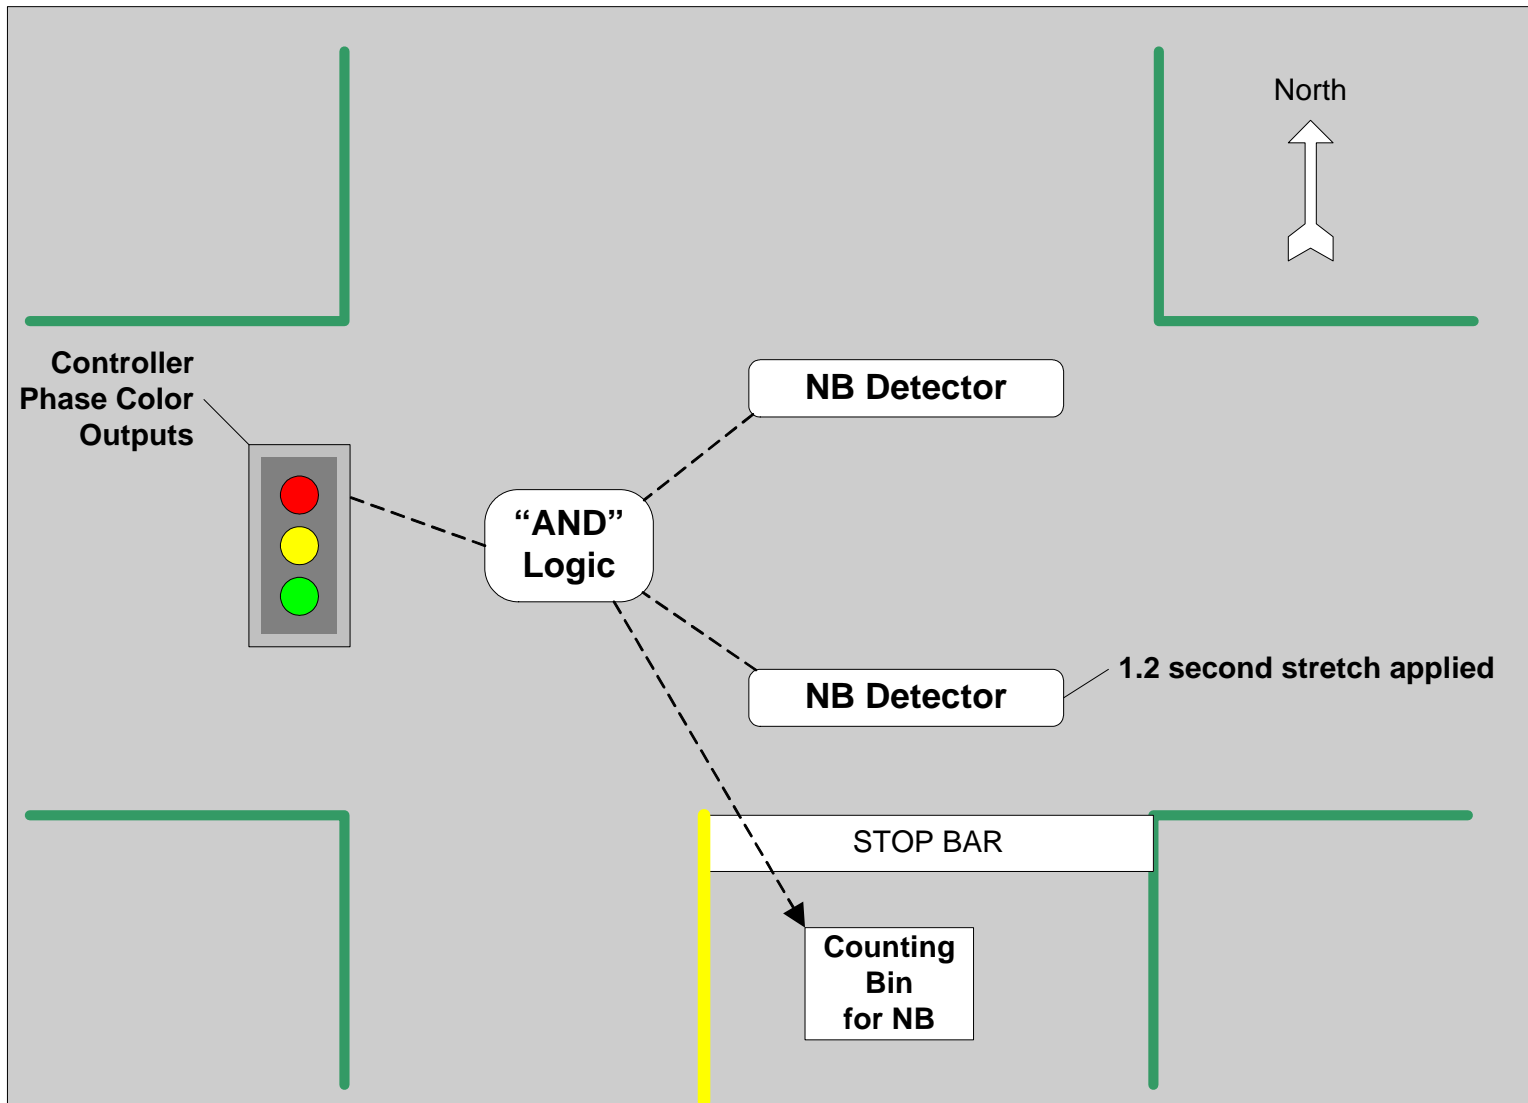 North
Controller
Phase Color
Outputs
NB Detector
“AND”
Logic
NB Detector
1.2 second stretch applied
STOP BAR
Counting
Bin
for NB